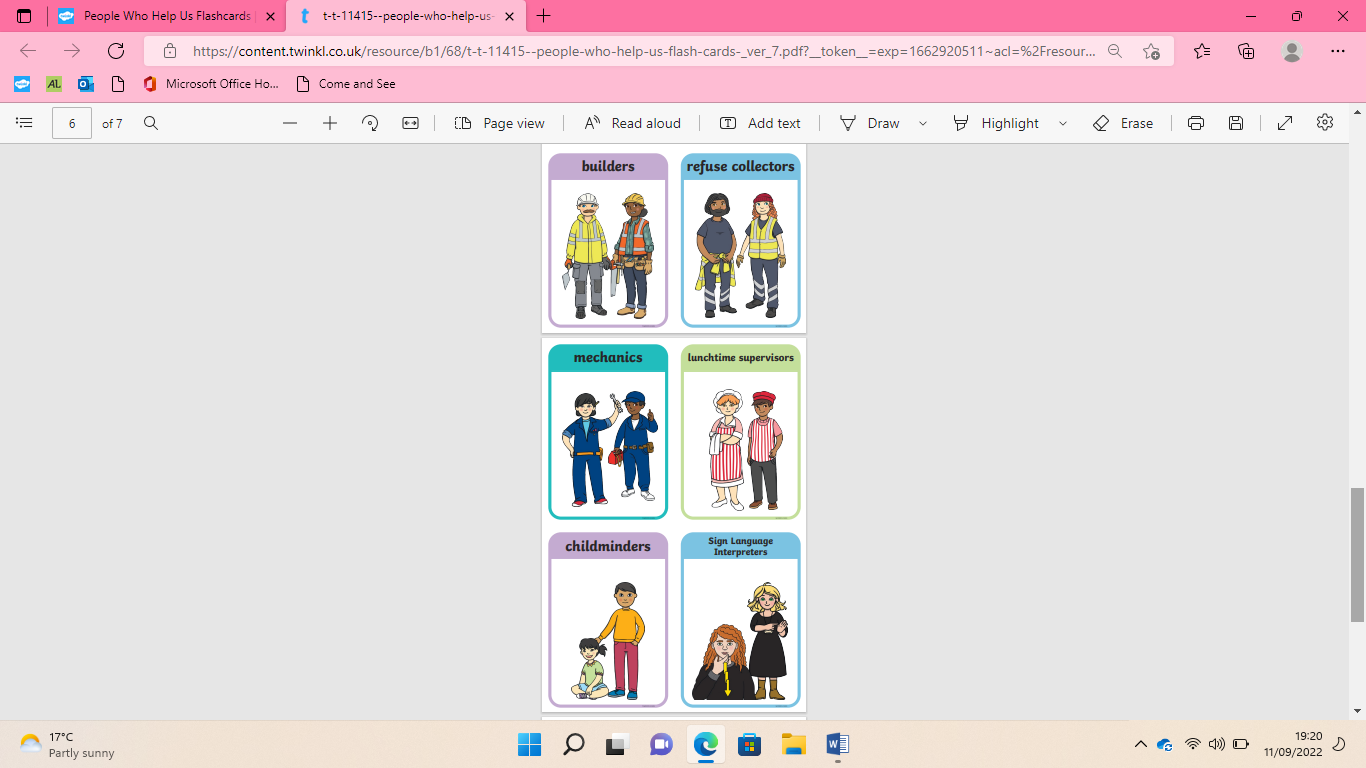 People Who Help Us Flashcards
t-t-11415--people-who-help-us-
https://content.twinkl.co.uk/resource/b1/68/t-t-11415--people-who-help-us-flash-cards-_ver_7.pdf?__token__=exp=1662920511~acl=%2Fresour...
AL
Microsoft Office Ho...
Come and See
6 of 7
Page view
Read aloud
Add text
Draw
Highlight
Erase
builders
refuse collectors
mechanics
lunchtime supervisors
childminders
Sign Language
Interpreters
17°C
Partly sunny
19:20
11/09/2022